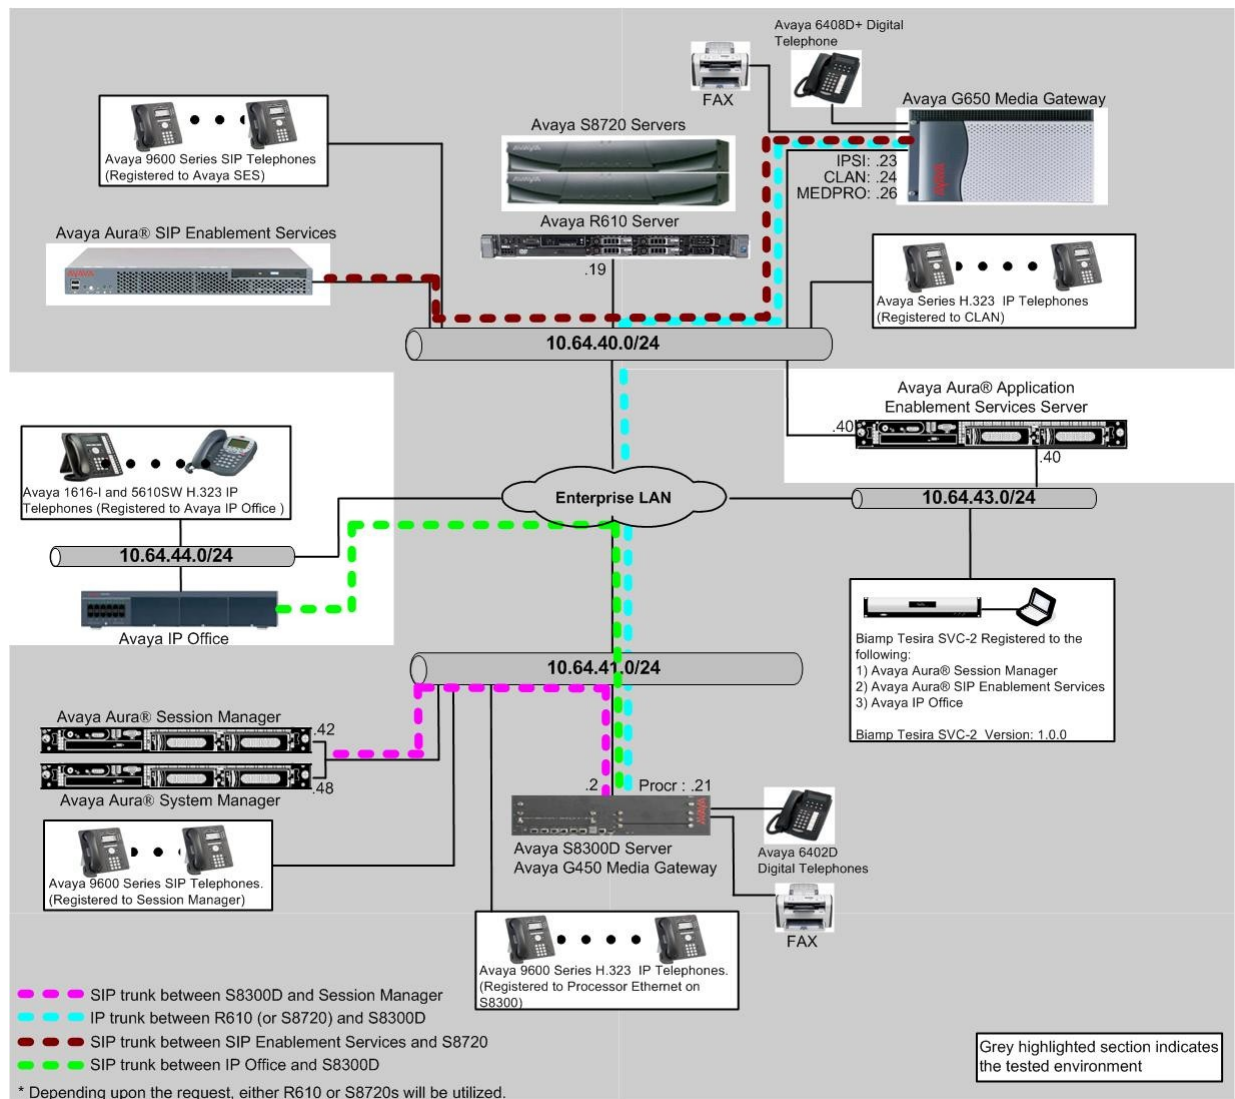 Avaya 6408D+ Digital
Telephone
FAX
Avaya G650 Media Gateway
Avaya S8720 Servers
Avaya 9600 Series SIP Telephones
(Registered to Avaya SES)
IPSI: .23
CLAN: .24
MEDPRO: .26
Avaya R610 Server
Avaya Aura® SIP Enablement Services
.19
Avaya Series H.323 IP Telephones
(Registered to CLAN)
10.64.40.0/24
Avaya Aura® Application
Enablement Services Server
.40
.40
Avaya 1616-I and 5610SW H.323 IP
Telephones (Registered to Avaya IP Office )
Enterprise LAN
10.64.43.0/24
10.64.44.0/24
Avaya IP Office
Biamp Tesira SVC-2 Registered to the
following:
1) Avaya Aura® Session Manager
2) Avaya Aura® SIP Enablement Services
3) Avaya IP Office
Biamp Tesira SVC-2 Version: 1.0.0
10.64.41.0/24
Avaya Aura® Session Manager
.42
.48
Avaya Aura® System Manager
.2
Procr : .21
Avaya S8300D Server
Avaya G450 Media Gateway
Avaya 6402D
Digital Telephones
FAX
Avaya 9600 Series SIP Telephones.
(Registered to Session Manager)
Avaya 9600 Series H.323 IP Telephones.
(Registered to Processor Ethernet on
S8300)
SIP trunk between S8300D and Session Manager
IP trunk between R610 (or S8720) and S8300D
SIP trunk between SIP Enablement Services and S8720
SIP trunk between IP Office and S8300D
* Depending upon the request, either R610 or S8720s will be utilized.
Grey highlighted section indicates
the tested environment